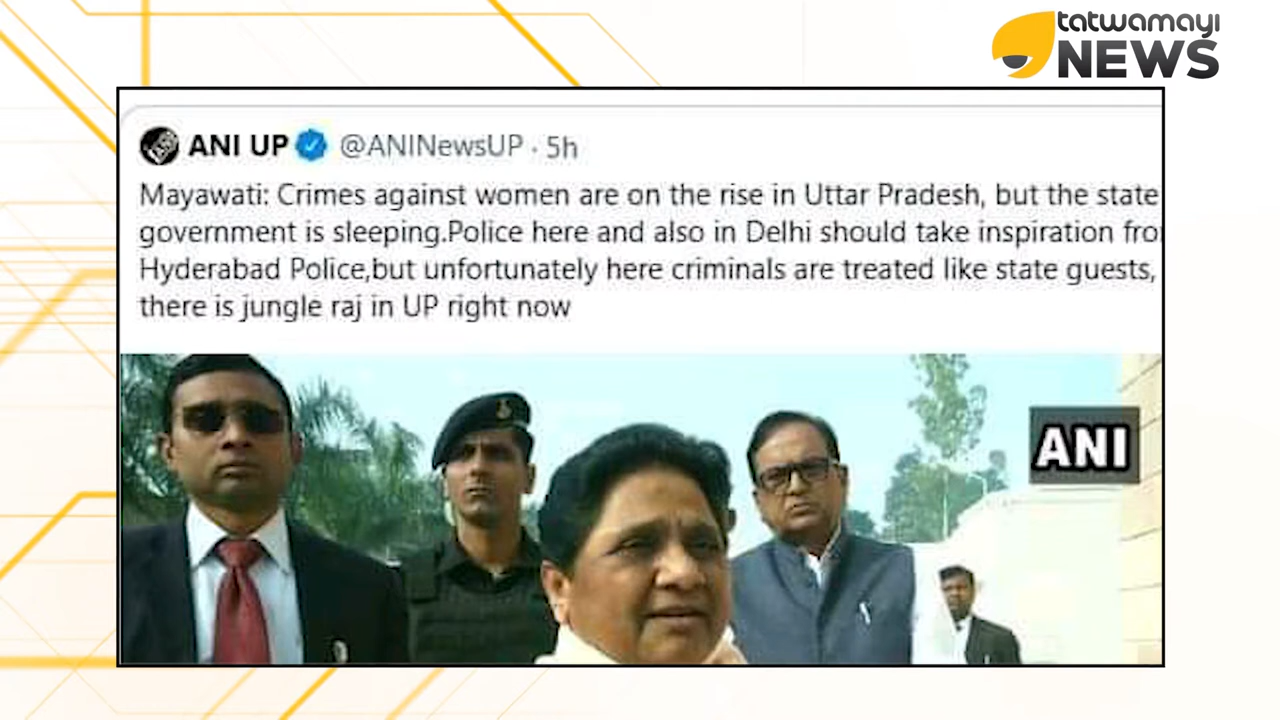 tatwamayi
NEWS
ANI UP @ANINewsUP · 5h
Mayawati: Crimes against women are on the rise in Uttar Pradesh, but the state
government is sleeping.Police here and also in Delhi should take inspiration
Hyderabad Police,but unfortunately here criminals are treated like state guests,
there is jungle raj in UP right now
ANI